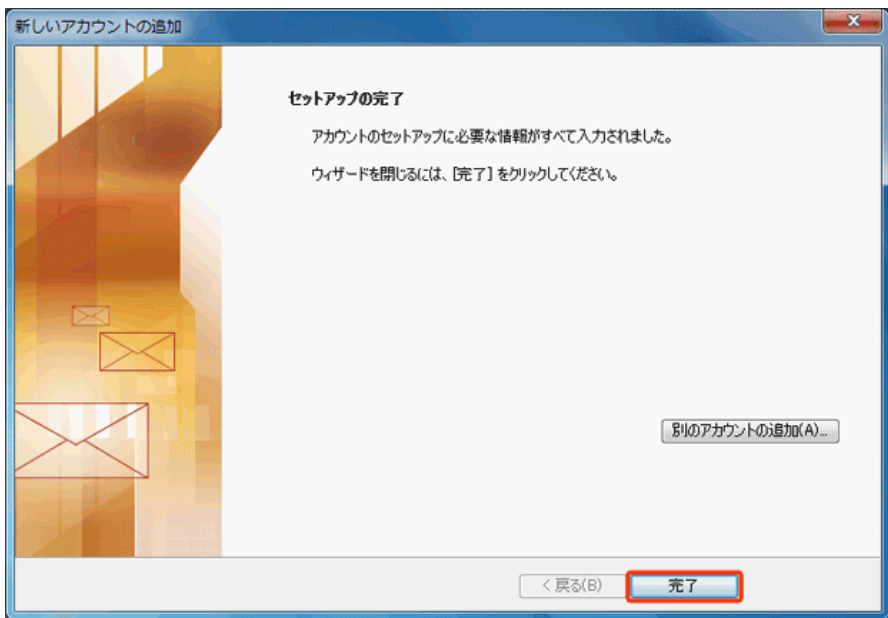 新しいアカウントの追加
セットアップの完了
アカウントのセットアップに必要な情報がすべて入力されました。
ウィザードを閉じるには、[完了] をクリックしてください。
別のアカウントの追加(A)...
< 戻る(B)
完了